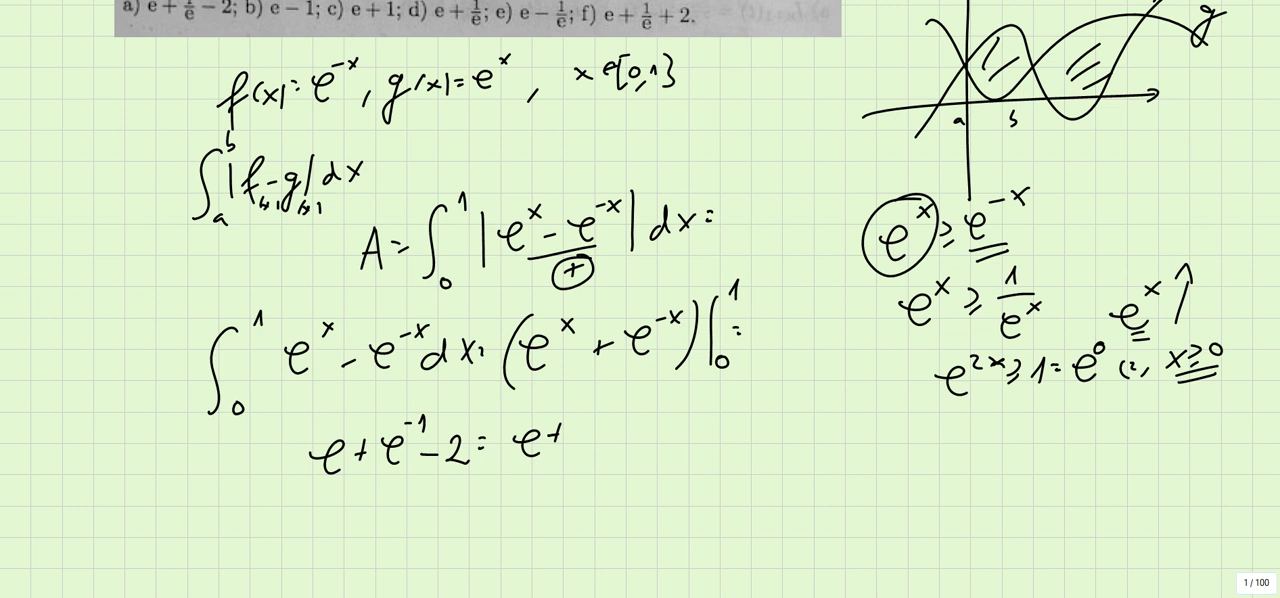 a) e + 1/e − 2; b) e − 1; c) e + 1; d) e + 1/e; e) e − 1/e; f) e + 1/e + 2.
f(x) = e^{-x}, g(x) = e^x, x ∈ [0,1]
∫_a^b |f(x) - g(x)| dx
A = ∫_0^1 |e^x - e^{-x}| dx =
+
∫_0^1 e^x - e^{-x} dx = (e^x + e^{-x}) |_0^1 =
e + e^{-1} - 2 = e +
g
a b
e^x ≥ e^{-x}
e^x ≥ 1/e^x e^x ↑
e^{2x} ≥ 1 = e^0 x ≥ 0
1 / 100